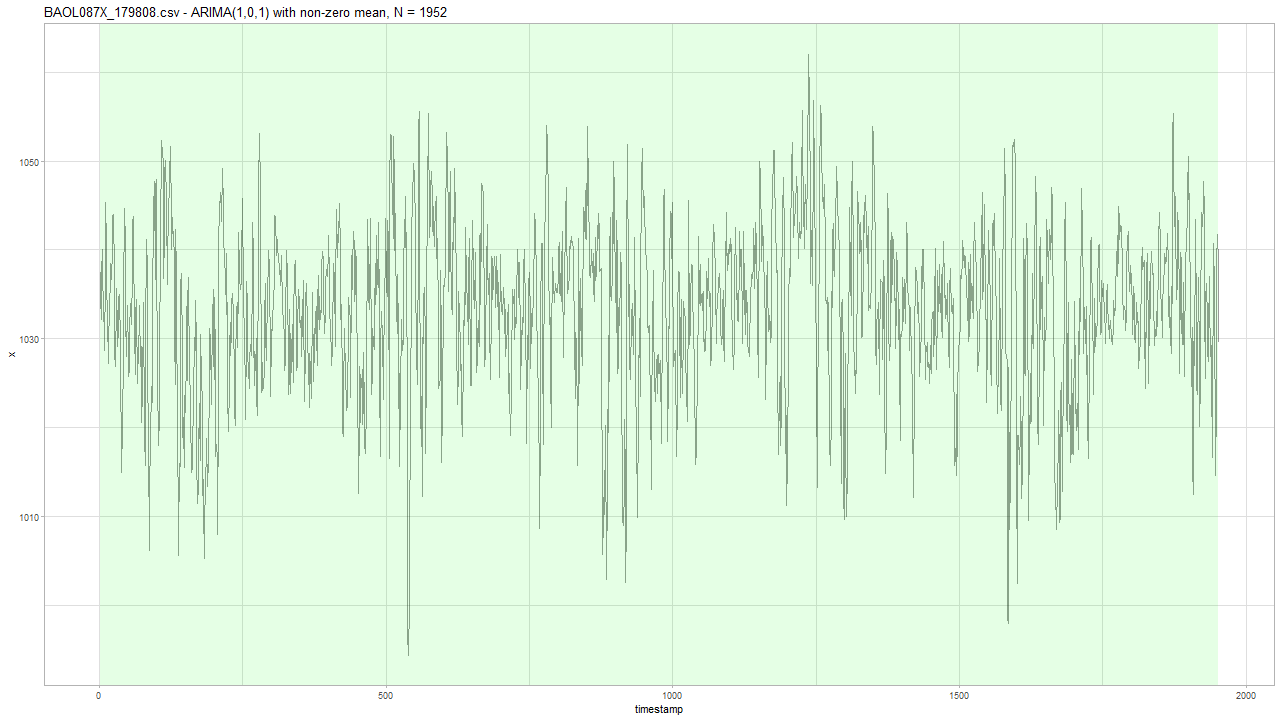 BAOL087X_179808.csv - ARIMA(1,0,1) with non-zero mean, N = 1952
1050
1030
1010
x
0 500 1000 1500 2000
timestamp